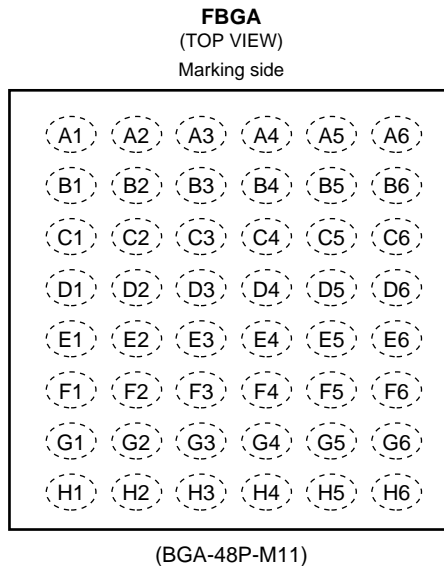 FBGA
(TOP VIEW)
Marking side
A1 A2 A3 A4 A5 A6
B1 B2 B3 B4 B5 B6
C1 C2 C3 C4 C5 C6
D1 D2 D3 D4 D5 D6
E1 E2 E3 E4 E5 E6
F1 F2 F3 F4 F5 F6
G1 G2 G3 G4 G5 G6
H1 H2 H3 H4 H5 H6
(BGA-48P-M11)